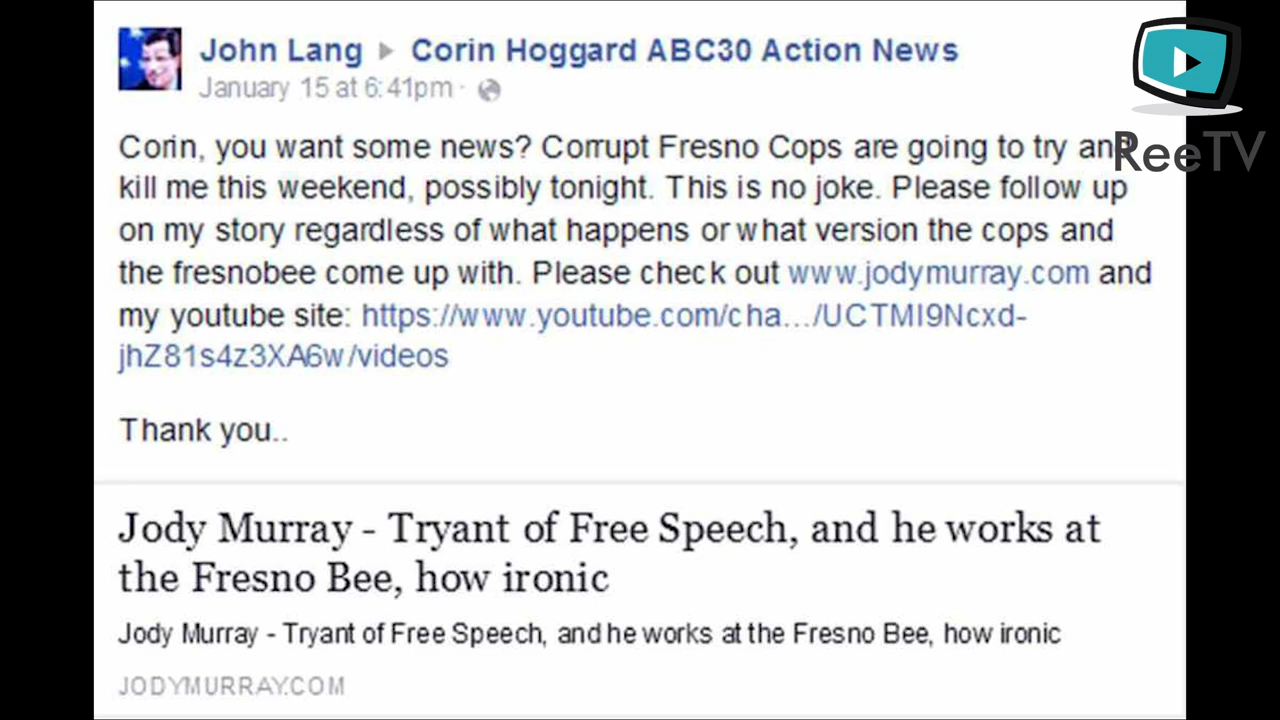 John Lang ▸ Corin Hoggard ABC30 Action News
January 15 at 6:41pm ·
Corin, you want some news? Corrupt Fresno Cops are going to try and
kill me this weekend, possibly tonight. This is no joke. Please follow up
on my story regardless of what happens or what version the cops and
the fresnobee come up with. Please check out www.jodymurray.com and
my youtube site: https://www.youtube.com/cha.../UCTMI9Ncxd-
jhZ81s4z3XA6w/videos
Thank you..
Jody Murray - Tryant of Free Speech, and he works at
the Fresno Bee, how ironic
Jody Murray - Tryant of Free Speech, and he works at the Fresno Bee, how ironic
JODYMURRAY.COM
ReeTV